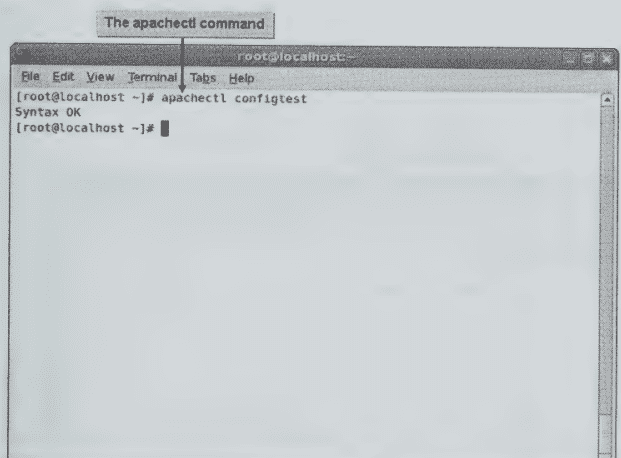 The apachectl command
root@localhost:~
File Edit View Terminal Tabs Help
[root@localhost ~]# apachectl configtest
Syntax OK
[root@localhost ~]#